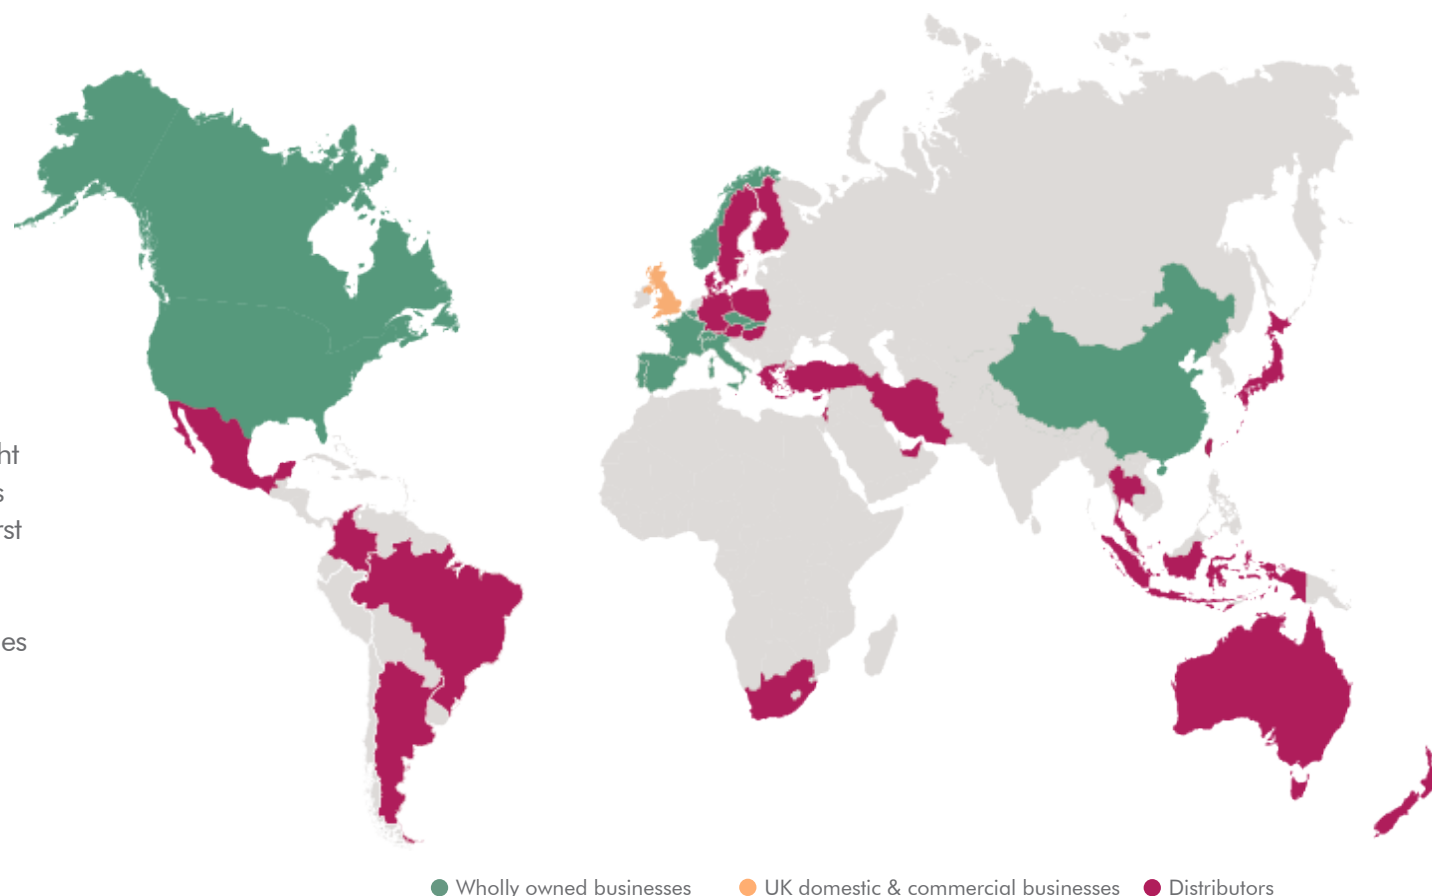 ht
s
rst
es
Wholly owned businesses
UK domestic & commercial businesses
Distributors